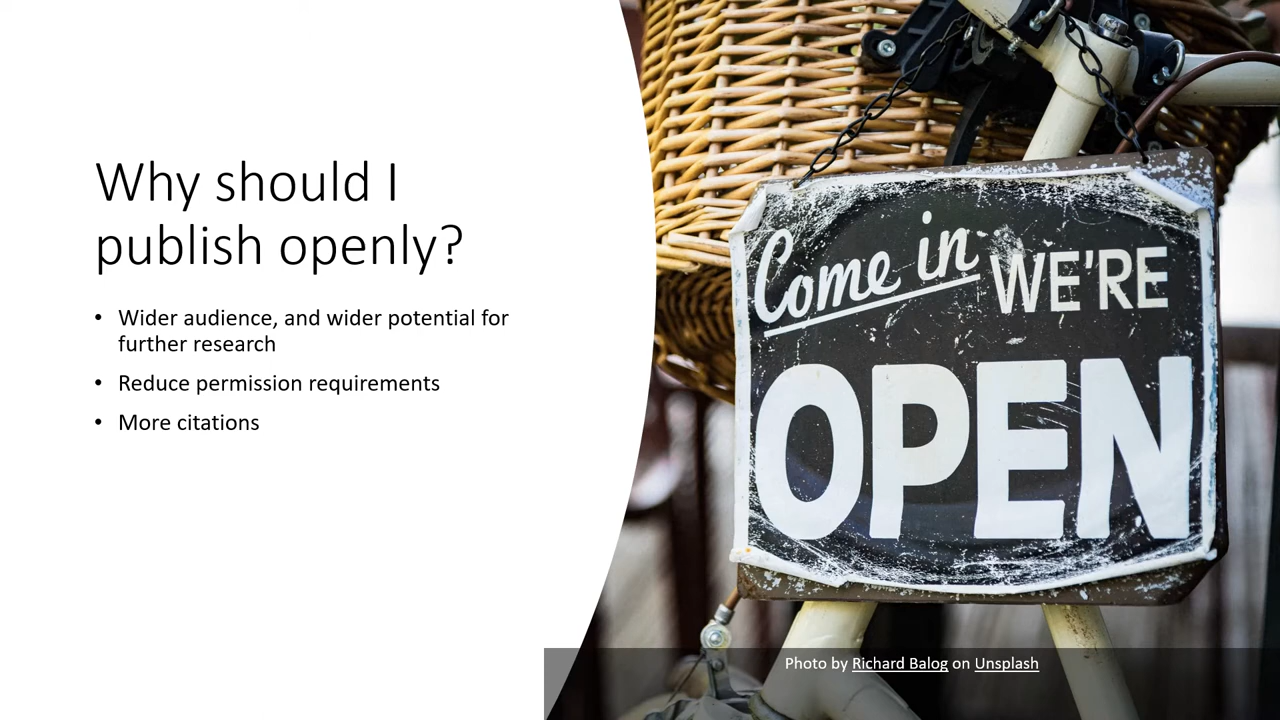 Why should I
publish openly?
• Wider audience, and wider potential for
further research
• Reduce permission requirements
• More citations
Come in WE'RE
OPEN
Photo by Richard Balog on Unsplash